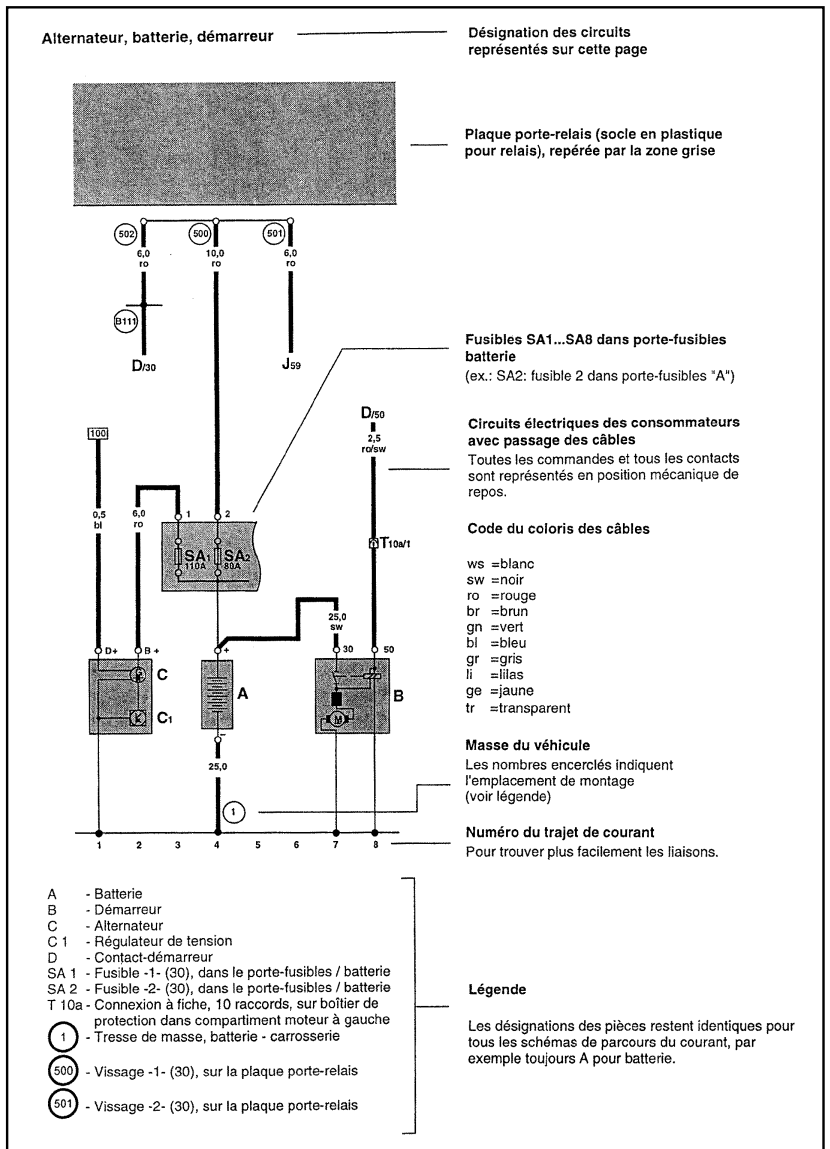 Alternateur, batterie, démarreur
Désignation des circuits
représentés sur cette page
Plaque porte-relais (socle en plastique
pour relais), repérée par la zone grise
502
500
501
6,0
ro
10,0
ro
6,0
ro
B111
D/30
J59
Fusibles SA1...SA8 dans porte-fusibles
batterie
(ex.: SA2: fusible 2 dans porte-fusibles "A")
D/50
2,5
ro/sw
Circuits électriques des consommateurs
avec passage des câbles
Toutes les commandes et tous les contacts
sont représentés en position mécanique de
repos.
100
0,5
bl
6,0
ro
1
2
SA1
110A
SA2
80A
T10a/1
Code du coloris des câbles
ws =blanc
sw =noir
ro =rouge
br =brun
gn =vert
bl =bleu
gr =gris
li =lilas
ge =jaune
tr =transparent
25,0
sw
D+
B+
+
30
50
C
C1
A
B
G
M
−
25,0
1
Masse du véhicule
Les nombres encerclés indiquent
l'emplacement de montage
(voir légende)
Numéro du trajet de courant
Pour trouver plus facilement les liaisons.
1 2 3 4 5 6 7 8
A - Batterie
B - Démarreur
C - Alternateur
C 1 - Régulateur de tension
D - Contact-démarreur
SA 1 - Fusible -1- (30), dans le porte-fusibles / batterie
SA 2 - Fusible -2- (30), dans le porte-fusibles / batterie
T 10a - Connexion à fiche, 10 raccords, sur boîtier de
protection dans compartiment moteur à gauche
1 - Tresse de masse, batterie - carrosserie
500 - Vissage -1- (30), sur la plaque porte-relais
501 - Vissage -2- (30), sur la plaque porte-relais
Légende
Les désignations des pièces restent identiques pour
tous les schémas de parcours du courant, par
exemple toujours A pour batterie.